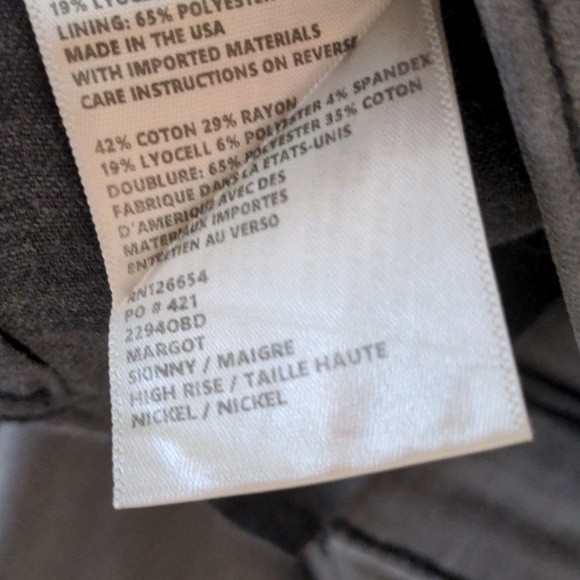 19% LYOCELL
LINING: 65% POLYESTER
MADE IN THE USA
WITH IMPORTED MATERIALS
CARE INSTRUCTIONS ON REVERSE
42% COTON 29% RAYON
19% LYOCELL 6% POLYESTER 4% SPANDEX
DOUBLURE: 65% POLYESTER 35% COTON
FABRIQUE DANS LA ETATS-UNIS
D'AMERIQUE AVEC DES
MATERIAUX IMPORTES
ENTRETIEN AU VERSO
RN126654
PO # 421
2294OBD
MARGOT
SKINNY / MAIGRE
HIGH RISE / TAILLE HAUTE
NICKEL / NICKEL